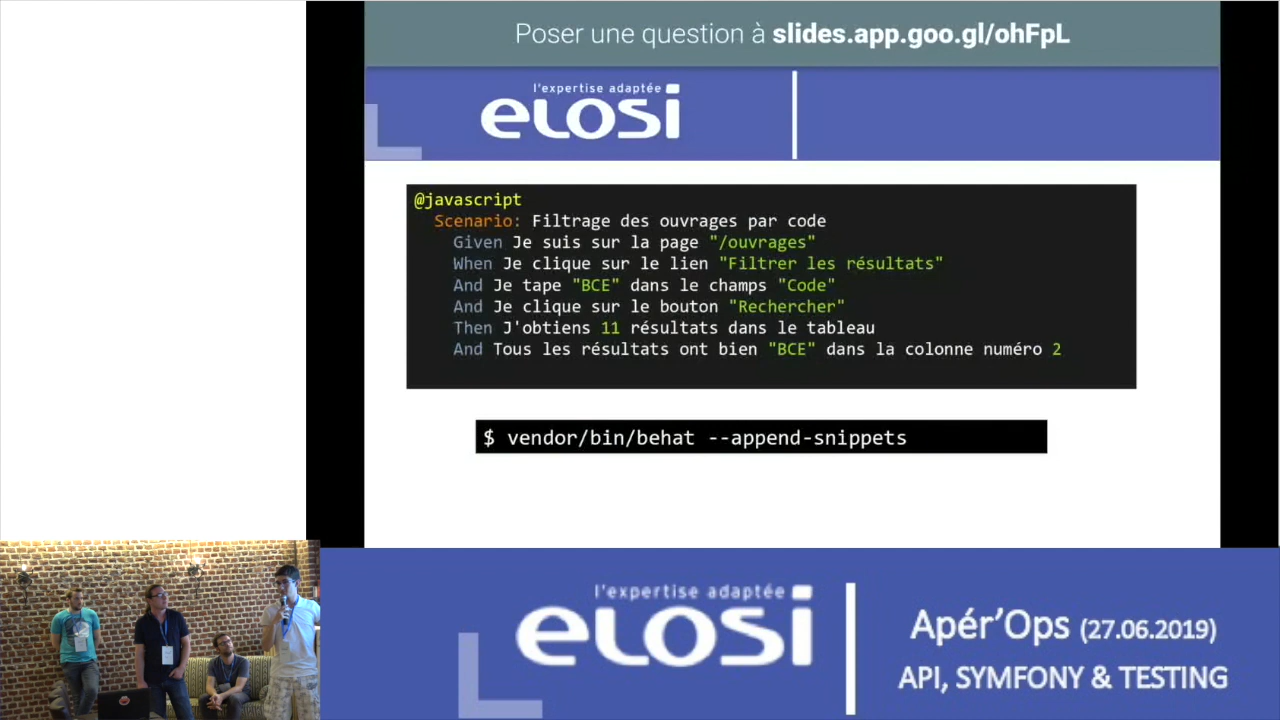 Poser une question à slides.app.goo.gl/ohFpL
l'expertise adaptée
eLOSi
@javascript
Scenario: Filtrage des ouvrages par code
Given Je suis sur la page "/ouvrages"
When Je clique sur le lien "Filtrer les résultats"
And Je tape "BCE" dans le champs "Code"
And Je clique sur le bouton "Rechercher"
Then J'obtiens 11 résultats dans le tableau
And Tous les résultats ont bien "BCE" dans la colonne numéro 2
$ vendor/bin/behat --append-snippets
l'expertise adaptée
eLOSi
Apér'Ops (27.06.2019)
API, SYMFONY & TESTING